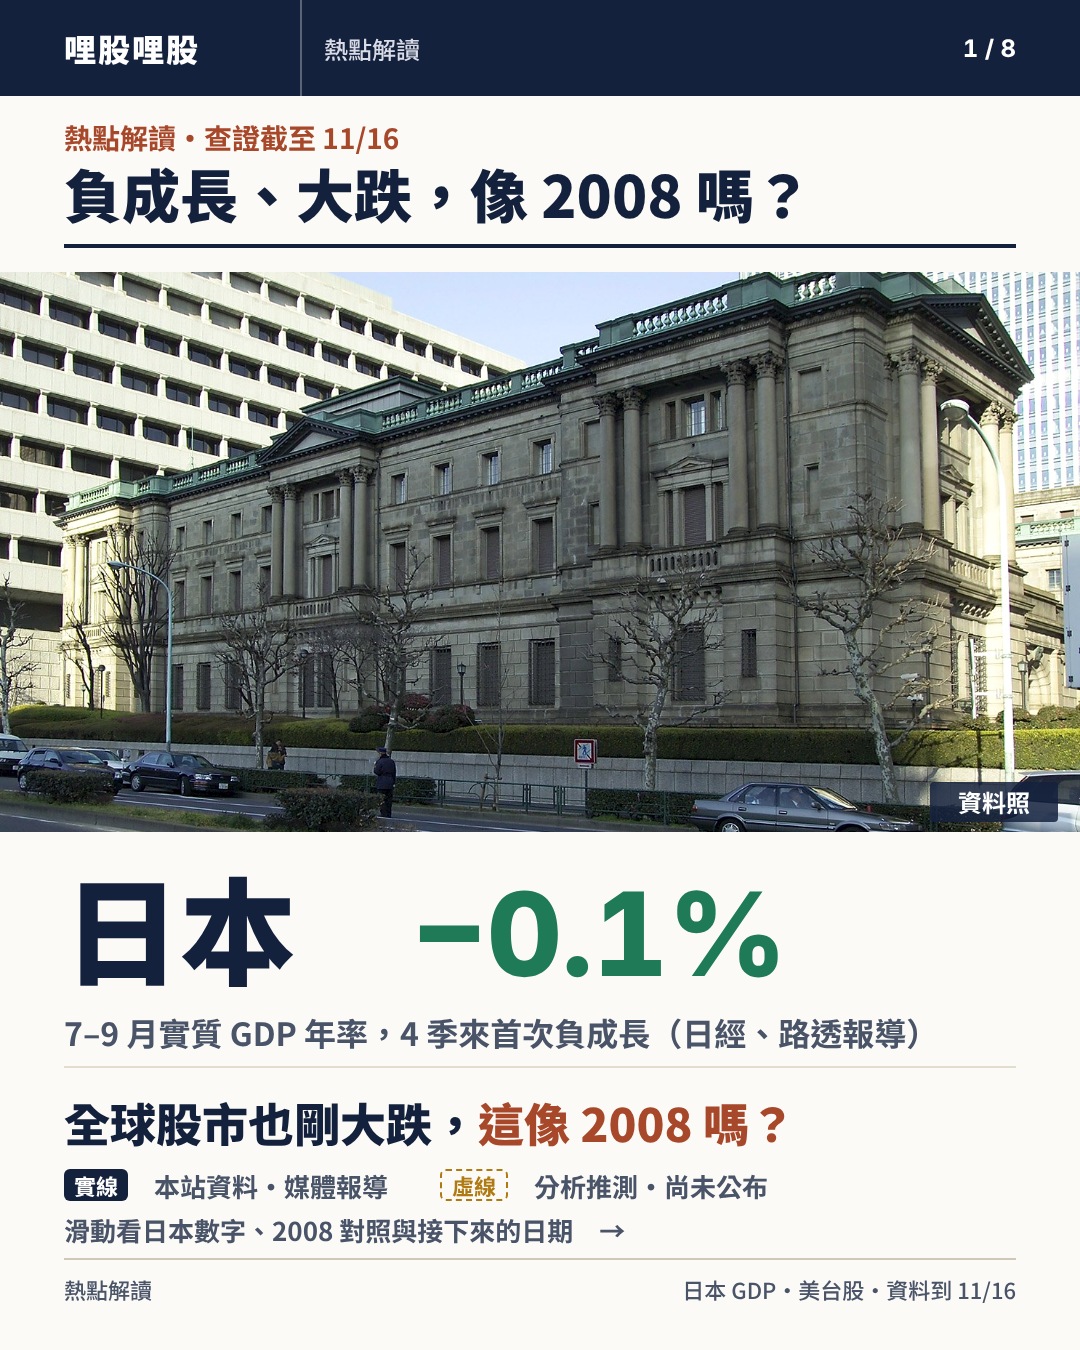 哩股哩股
熱點解讀
1 / 8
熱點解讀・查證截至 11/16
負成長、大跌，像 2008 嗎？
資料照
日本 −0.1%
7–9 月實質 GDP 年率，4 季來首次負成長（日經、路透報導）
全球股市也剛大跌，這像 2008 嗎？
實線 本站資料・媒體報導 虛線 分析推測・尚未公布
滑動看日本數字、2008 對照與接下來的日期 →
熱點解讀
日本 GDP・美台股・資料到 11/16